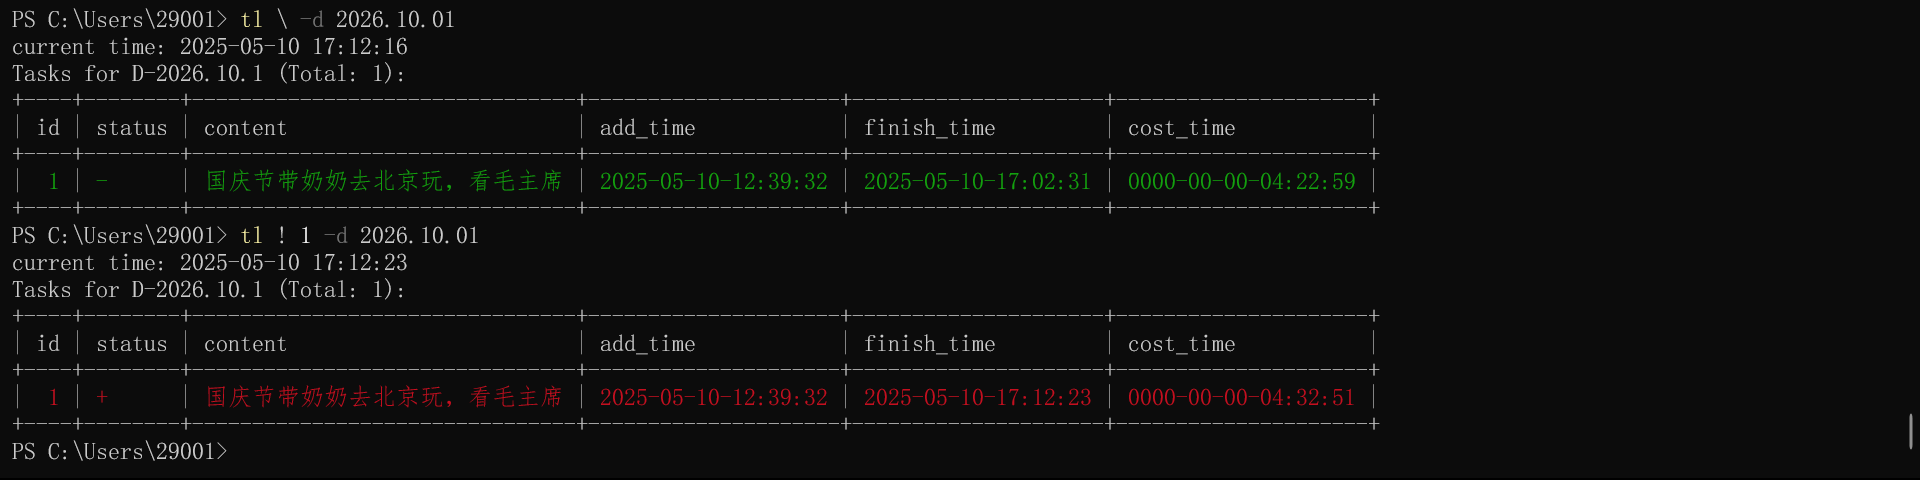 PS C:\Users\29001> tl \ -d 2026.10.01
current time: 2025-05-10 17:12:16
Tasks for D-2026.10.1 (Total: 1):
+----+--------+--------------------------------+---------------------+---------------------+---------------------+
| id | status | content                        | add_time            | finish_time         | cost_time           |
+----+--------+--------------------------------+---------------------+---------------------+---------------------+
|  1 | -      | 国庆节带奶奶去北京玩，看毛主席 | 2025-05-10-12:39:32 | 2025-05-10-17:02:31 | 0000-00-00-04:22:59 |
+----+--------+--------------------------------+---------------------+---------------------+---------------------+
PS C:\Users\29001> tl ! 1 -d 2026.10.01
current time: 2025-05-10 17:12:23
Tasks for D-2026.10.1 (Total: 1):
+----+--------+--------------------------------+---------------------+---------------------+---------------------+
| id | status | content                        | add_time            | finish_time         | cost_time           |
+----+--------+--------------------------------+---------------------+---------------------+---------------------+
|  1 | +      | 国庆节带奶奶去北京玩，看毛主席 | 2025-05-10-12:39:32 | 2025-05-10-17:12:23 | 0000-00-00-04:32:51 |
+----+--------+--------------------------------+---------------------+---------------------+---------------------+
PS C:\Users\29001>